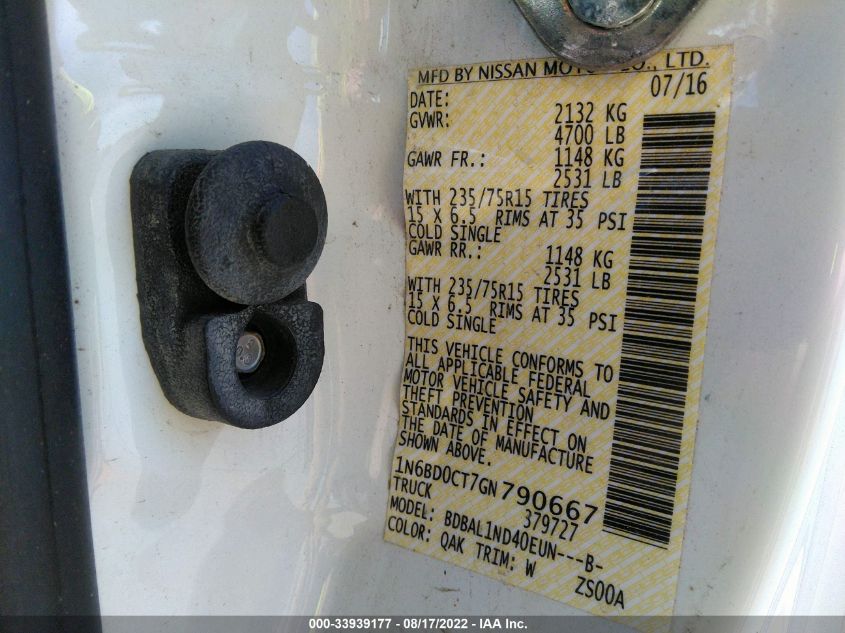 MFD BY NISSAN MOTOR CO., LTD.
DATE: 07/16
GVWR: 2132 KG
4700 LB
GAWR FR.: 1148 KG
2531 LB
WITH 235/75R15 TIRES
15 X 6.5 RIMS AT 35 PSI
COLD SINGLE
GAWR RR.: 1148 KG
2531 LB
WITH 235/75R15 TIRES
15 X 6.5 RIMS AT 35 PSI
COLD SINGLE
THIS VEHICLE CONFORMS TO
ALL APPLICABLE FEDERAL
MOTOR VEHICLE SAFETY AND
THEFT PREVENTION
STANDARDS IN EFFECT ON
THE DATE OF MANUFACTURE
SHOWN ABOVE.
1N6BD0CT7GN790667
TRUCK 379727
MODEL: BDBAL1ND40EUN---B-
COLOR: QAK TRIM: W ZS00A
000-33939177 - 08/17/2022 - IAA Inc.